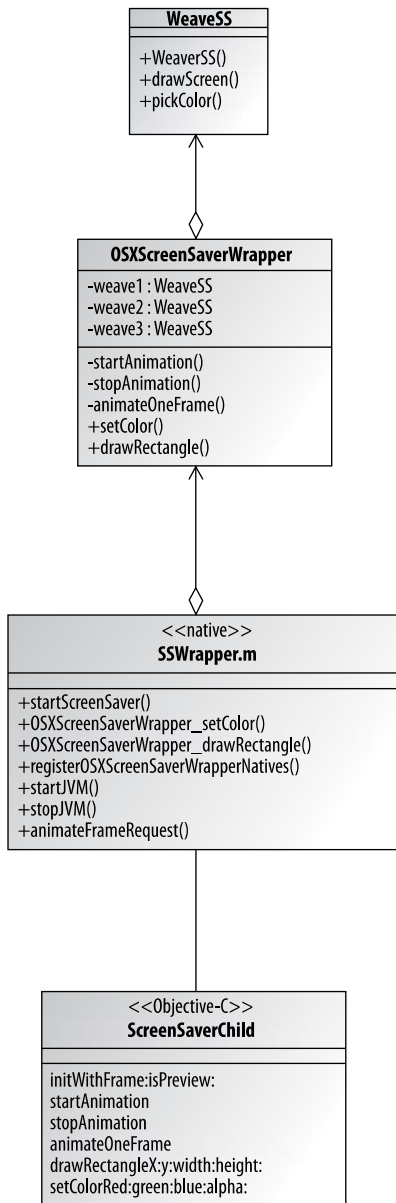 WeaveSS
+WeaverSS()
+drawScreen()
+pickColor()
OSXScreenSaverWrapper
-weave1 : WeaveSS
-weave2 : WeaveSS
-weave3 : WeaveSS
-startAnimation()
-stopAnimation()
-animateOneFrame()
+setColor()
+drawRectangle()
<<native>>
SSWrapper.m
+startScreenSaver()
+OSXScreenSaverWrapper_setColor()
+OSXScreenSaverWrapper_drawRectangle()
+registerOSXScreenSaverWrapperNatives()
+startJVM()
+stopJVM()
+animateFrameRequest()
<<Objective-C>>
ScreenSaverChild
initWithFrame:isPreview:
startAnimation
stopAnimation
animateOneFrame
drawRectangleX:y:width:height:
setColorRed:green:blue:alpha: